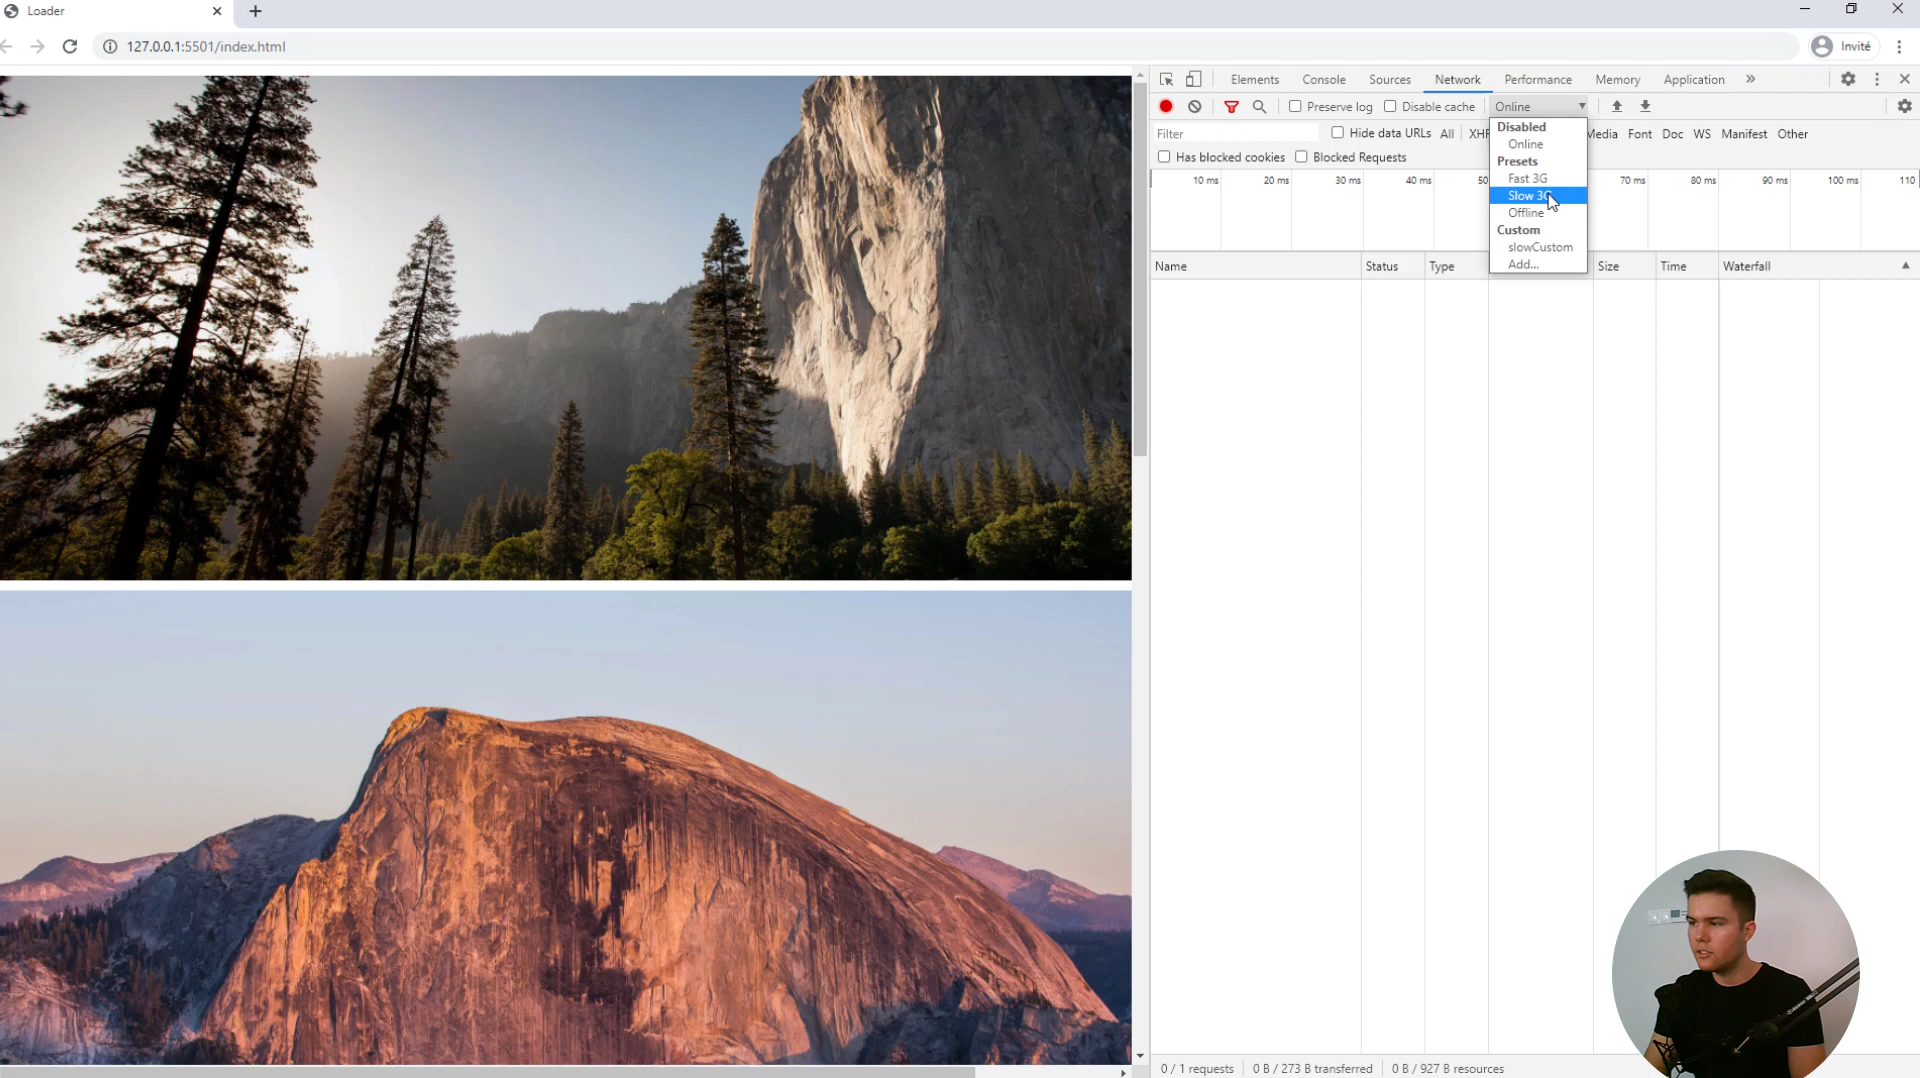 Loader
127.0.0.1:5501/index.html
Invité
Elements Console Sources Network Performance Memory Application
Preserve log Disable cache Online
Filter Hide data URLs All Font Doc WS Manifest Other
Disabled
Online
Presets
Fast 3G
Slow 3G
Offline
Custom
slowCustom
Add...
Has blocked cookies Blocked Requests
10 ms 20 ms 30 ms 40 ms 70 ms 80 ms 90 ms 100 ms 110
Name Status Type Size Time Waterfall
0 / 1 requests 0 B / 273 B transferred 0 B / 927 B resources